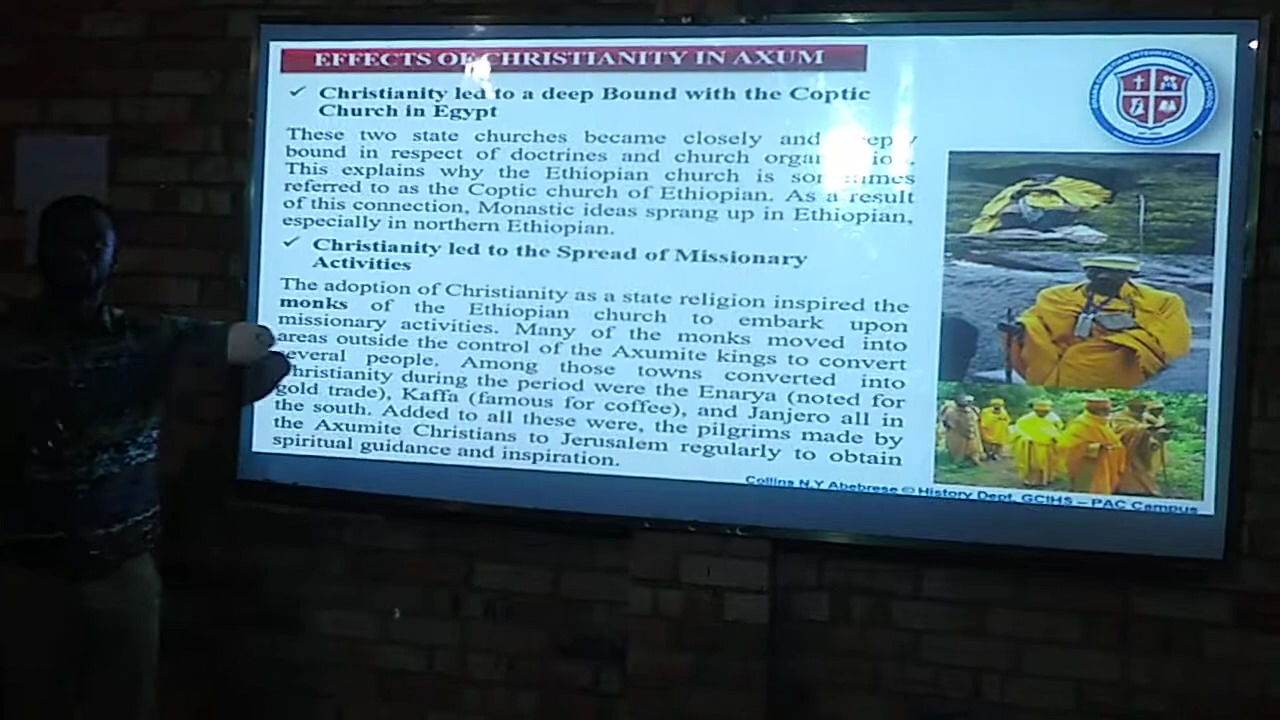 EFFECTS OF CHRISTIANITY IN AXUM
✓ Christianity led to a deep Bound with the Coptic
Church in Egypt
These two state churches became closely and
bound in respect of doctrines and church
This explains why the Ethiopian church is sometimes
referred to as the Coptic church of Ethiopian. As a result
of this connection, Monastic ideas sprang up in Ethiopian,
especially in northern Ethiopian.
✓ Christianity led to the Spread of Missionary
Activities
The adoption of Christianity as a state religion inspired the
monks of the Ethiopian church to embark upon
missionary activities. Many of the monks moved into
areas outside the control of the Axumite kings to convert
several people. Among those towns converted into
Christianity during the period were the Enarya (noted for
gold trade), Kaffa (famous for coffee), and Janjero all in
the south. Added to all these were, the pilgrims made by
the Axumite Christians to Jerusalem regularly to obtain
spiritual guidance and inspiration.
Collins N.Y Abebrese © History Dept. GCIHS – PAC Campus